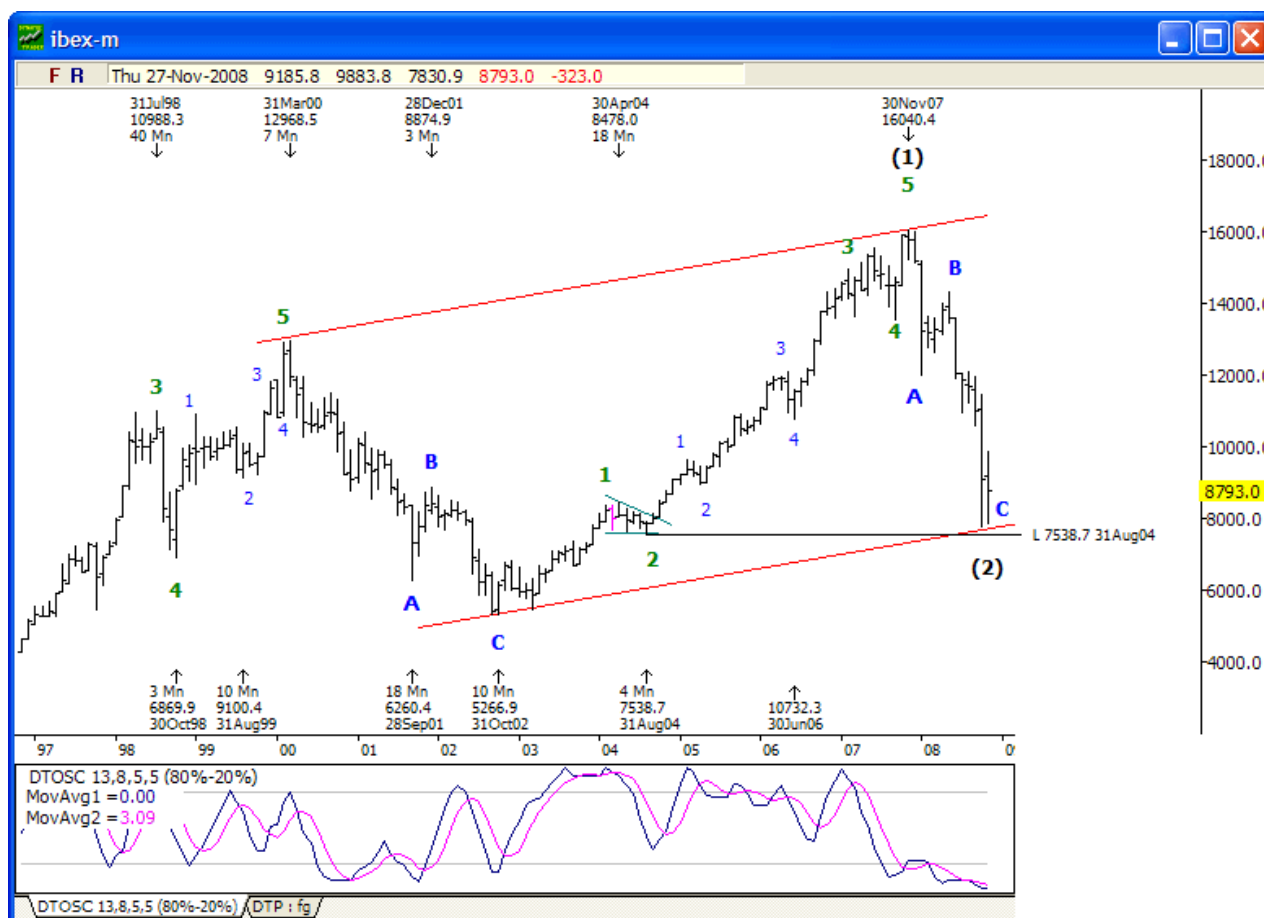 ibex-m
F R Thu 27-Nov-2008 9185.8 9883.8 7830.9 8793.0 -323.0
31Jul98 31Mar00 28Dec01 30Apr04 30Nov07
10988.3 12968.5 8874.9 8478.0 16040.4
40 Mn 7 Mn 3 Mn 18 Mn
(1)
18000.0
5
16000.0
3
B
14000.0
5
4
3
3
12000.0
3 1
A
4
4
1
10000.0
B
2
1
2
8793.0
C
8000.0
L 7538.7 31Aug04
2
(2)
4
A
6000.0
C
4000.0
3 Mn 10 Mn 18 Mn 10 Mn 4 Mn
6869.9 9100.4 6260.4 5266.9 7538.7 10732.3
30Oct98 31Aug99 28Sep01 31Oct02 31Aug04 30Jun06
97 98 99 00 01 02 03 04 05 06 07 08
DTOSC 13,8,5,5 (80%-20%)
MovAvg1 =0.00
MovAvg2 =3.09
DTOSC 13,8,5,5 (80%-20%) DTP : fg